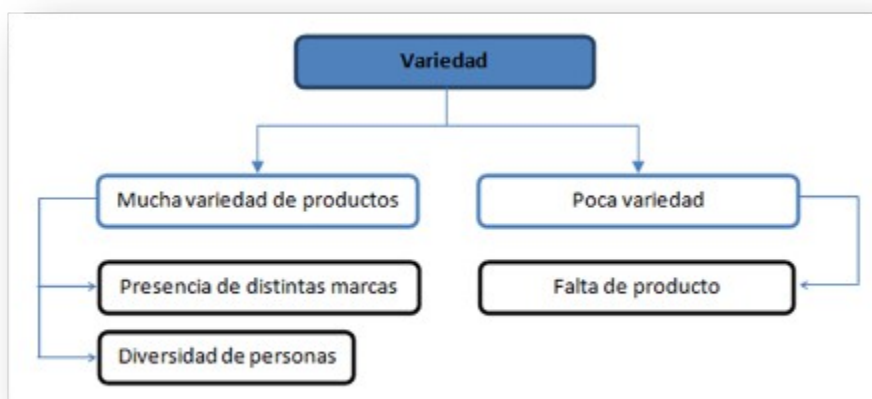 Variedad
Mucha variedad de productos
Poca variedad
Presencia de distintas marcas
Falta de producto
Diversidad de personas